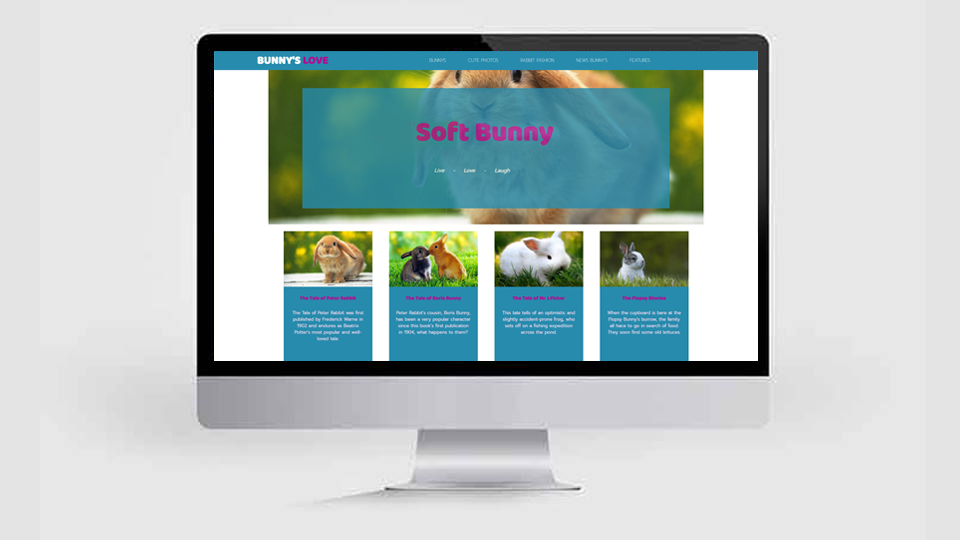 BUNNY'S LOVE
BUNNYS CUTE PHOTOS RABBIT FASHION NEWS BUNNY'S FEATURES
Soft Bunny
Live - Love - Laugh
The Tale of Peter Rabbit
The Tale of Peter Rabbit was first
published by Frederick Warne in
1902 and endures as Beatrix
Potter's most popular and well-
loved tale.
The Tale of Boris Bunny
Peter Rabbit's cousin, Boris Bunny,
has been a very popular character
since this book's first publication
in 1904, what happens to them?
The Tale of Mr J.Fisher
This tale tells of an optimistic and
slightly accident-prone frog, who
sets off on a fishing expedition
across the pond
The Flopsy Bunnies
When the cupboard is bare at the
Flopsy Bunny's burrow, the family
all have to go in search of food.
They soon find some old lettuces